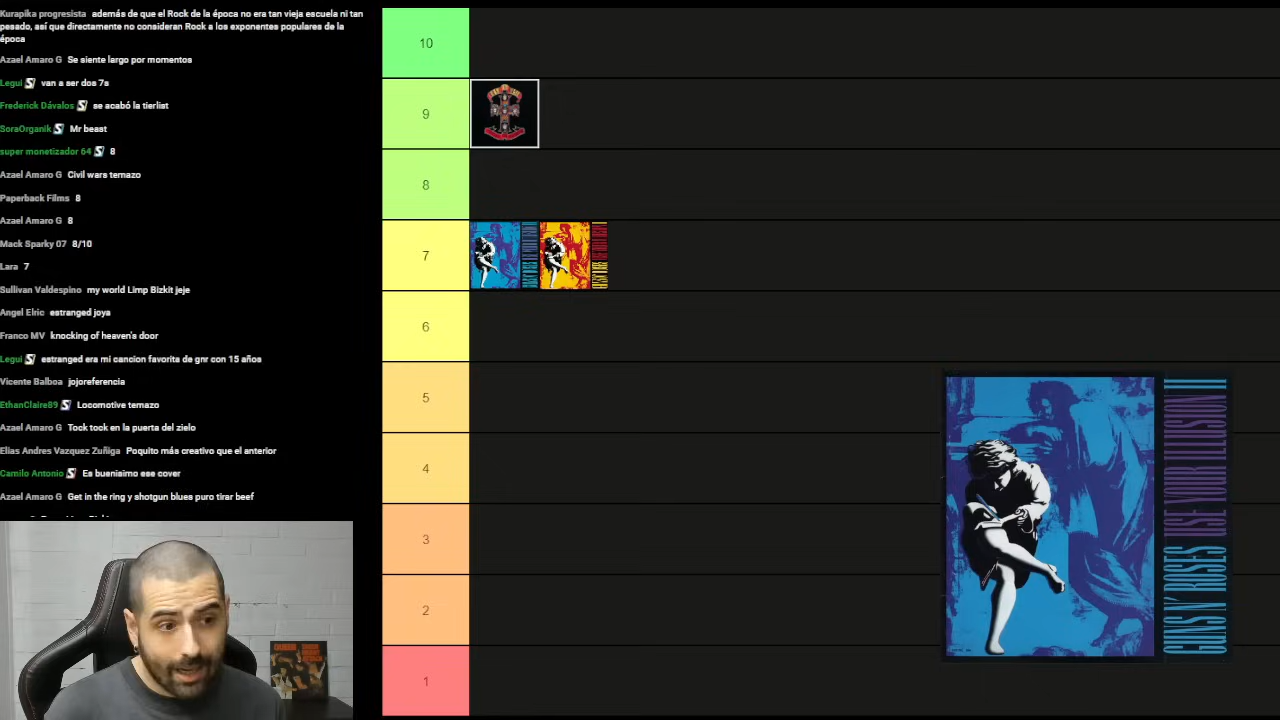 Kurapika progresista además de que el Rock de la época no era tan vieja escuela ni tan
pesado, así que directamente no consideran Rock a los exponentes populares de la
época
Azael Amaro G Se siente largo por momentos
Legui van a ser dos 7s
Frederick Dávalos se acabó la tierlist
SoraOrganik Mr beast
super monetizador 64 8
Azael Amaro G Civil wars temazo
Paperback Films 8
Azael Amaro G 8
Mack Sparky 07 8/10
Lara 7
Sullivan Valdespino my world Limp Bizkit jeje
Angel Elric estranged joya
Franco MV knocking of heaven's door
Legui estranged era mi cancion favorita de gnr con 15 años
Vicente Balboa jojoreferencia
EthanClaire89 Locomotive temazo
Azael Amaro G Tock tock en la puerta del zielo
Elias Andres Vazquez Zuñiga Poquito más creativo que el anterior
Camilo Antonio Es buenisimo ese cover
Azael Amaro G Get in the ring y shotgun blues puro tirar beef
10
9
8
7
6
5
4
3
2
1
GUNS N' ROSES USE YOUR ILLUSION II